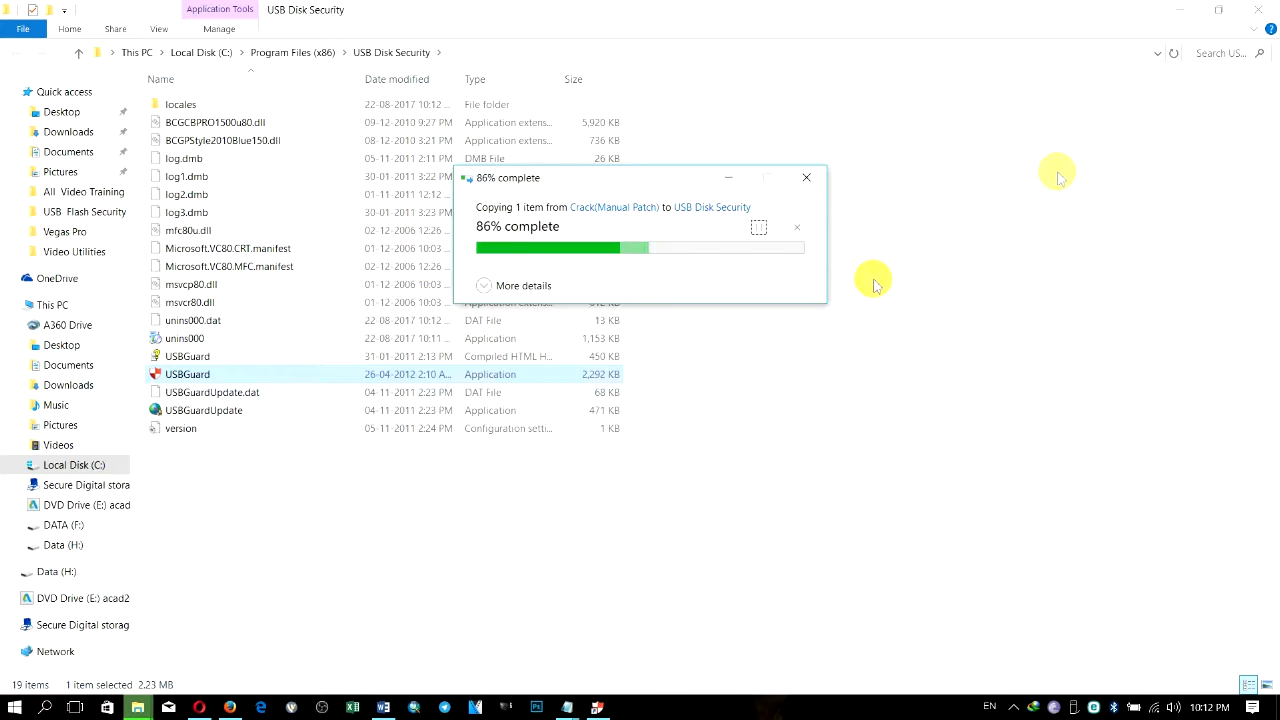 Application Tools USB Disk Security
File Home Share View Manage
This PC Local Disk (C:) Program Files (x86) USB Disk Security Search US...
Name Date modified Type Size
Quick access
Desktop
Downloads
Documents
Pictures
All Video Training
USB Flash Security
Vegas Pro
Video Utilities
OneDrive
This PC
A360 Drive
Desktop
Documents
Downloads
Music
Pictures
Videos
Local Disk (C:)
Secure Digital stora
DVD Drive (E:) acad
DATA (F:)
Data (H:)
Data (H:)
DVD Drive (E:) acad2
Secure Digital storag
Network
locales 22-08-2017 10:12 ... File folder
BCGCBPRO1500u80.dll 09-12-2010 9:27 PM Application extens... 5,920 KB
BCGPStyle2010Blue150.dll 08-12-2010 3:21 PM Application extens... 736 KB
log.dmb 05-11-2011 2:11 PM DMB File 26 KB
log1.dmb 30-01-2011 3:22 PM
log2.dmb 01-11-2011 12:12 ...
log3.dmb 30-01-2011 3:23 PM
mfc80u.dll 02-12-2006 12:26 ...
Microsoft.VC80.CRT.manifest 01-12-2006 10:03 ...
Microsoft.VC80.MFC.manifest 02-12-2006 12:26 ...
msvcp80.dll 01-12-2006 10:03 ...
msvcr80.dll 01-12-2006 10:03 ...
unins000.dat 22-08-2017 10:12 ... DAT File 13 KB
unins000 22-08-2017 10:11 ... Application 1,153 KB
USBGuard 31-01-2011 2:13 PM Compiled HTML H... 450 KB
USBGuard 26-04-2012 2:10 A... Application 2,292 KB
USBGuardUpdate.dat 04-11-2011 2:23 PM DAT File 68 KB
USBGuardUpdate 04-11-2011 2:23 PM Application 471 KB
version 05-11-2011 2:24 PM Configuration setti... 1 KB
86% complete
Copying 1 item from Crack(Manual Patch) to USB Disk Security
86% complete
More details
19 items 1 item selected 2.23 MB
EN 10:12 PM